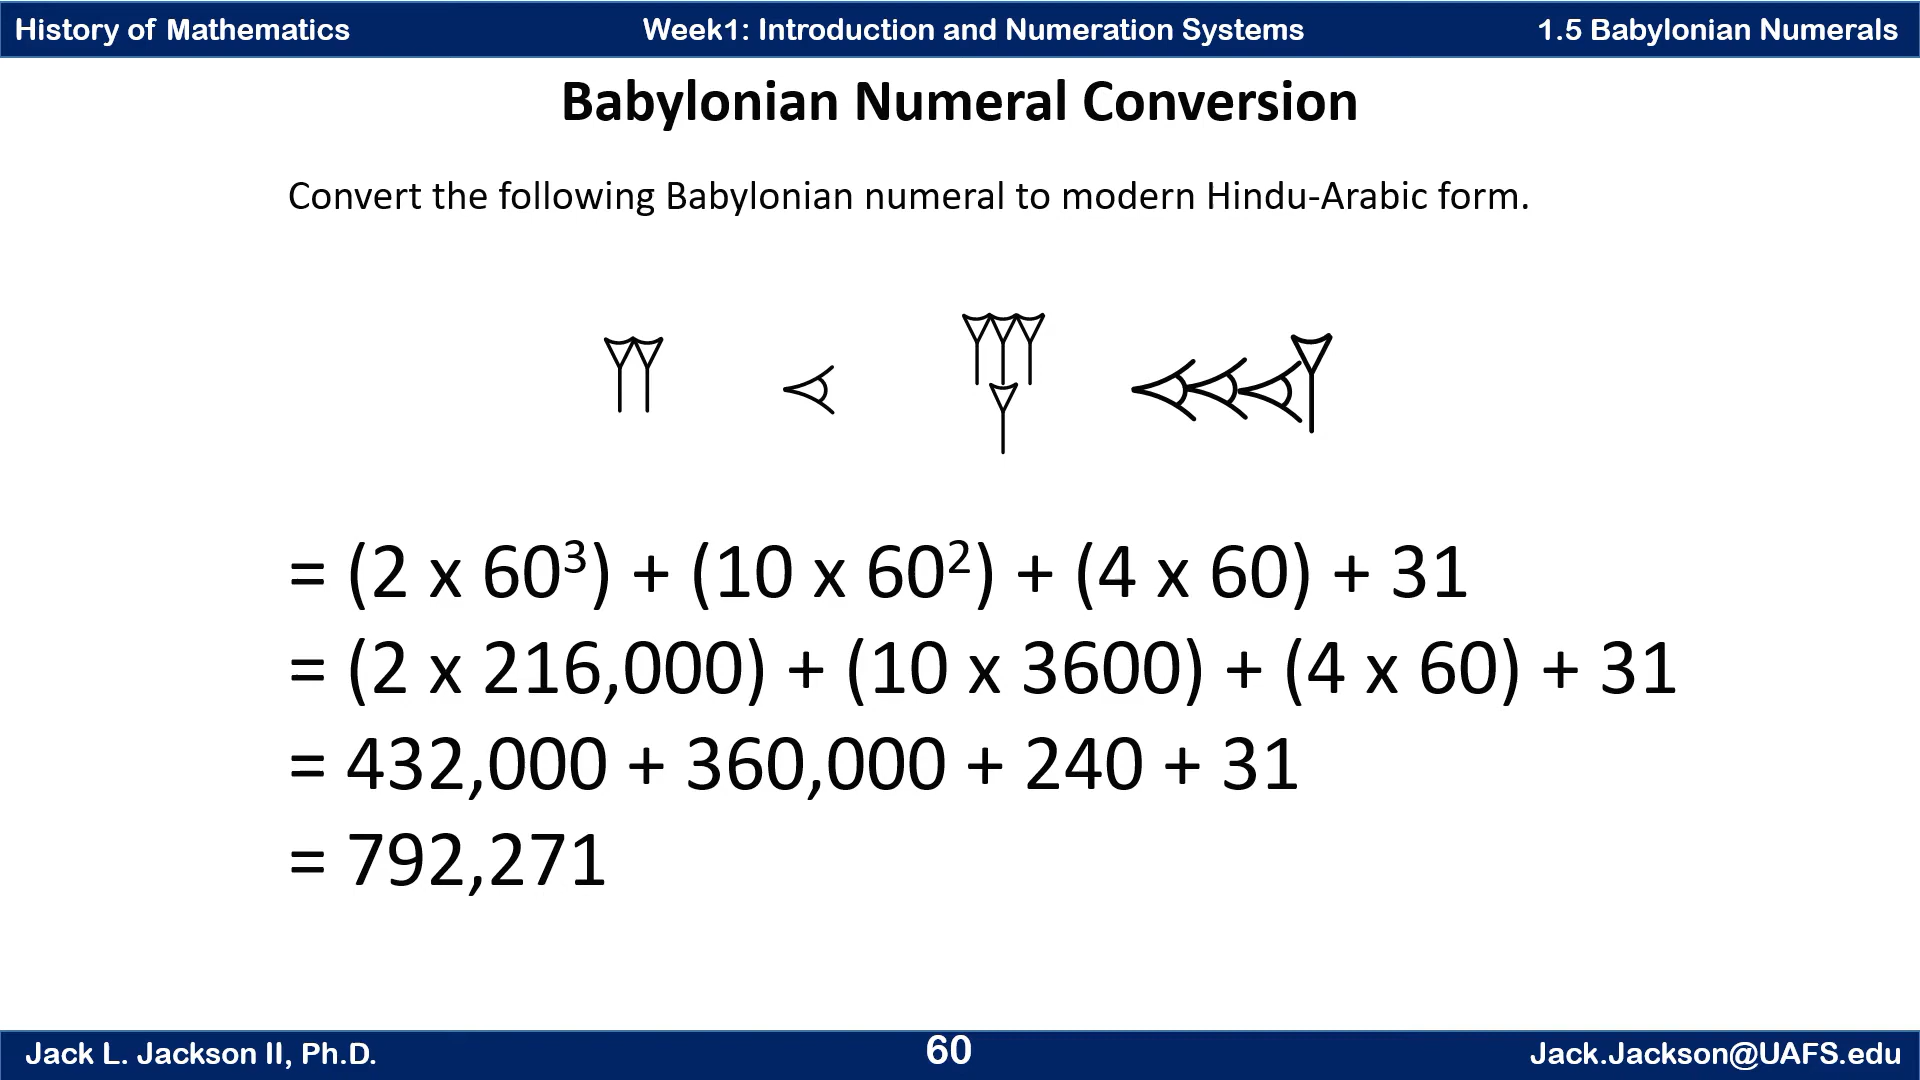 History of Mathematics Week1: Introduction and Numeration Systems 1.5 Babylonian Numerals
Babylonian Numeral Conversion
Convert the following Babylonian numeral to modern Hindu-Arabic form.
𒐖 𒌋 𒐘 𒌍𒁹
= (2 x 60³) + (10 x 60²) + (4 x 60) + 31
= (2 x 216,000) + (10 x 3600) + (4 x 60) + 31
= 432,000 + 360,000 + 240 + 31
= 792,271
Jack L. Jackson II, Ph.D. 60 Jack.Jackson@UAFS.edu